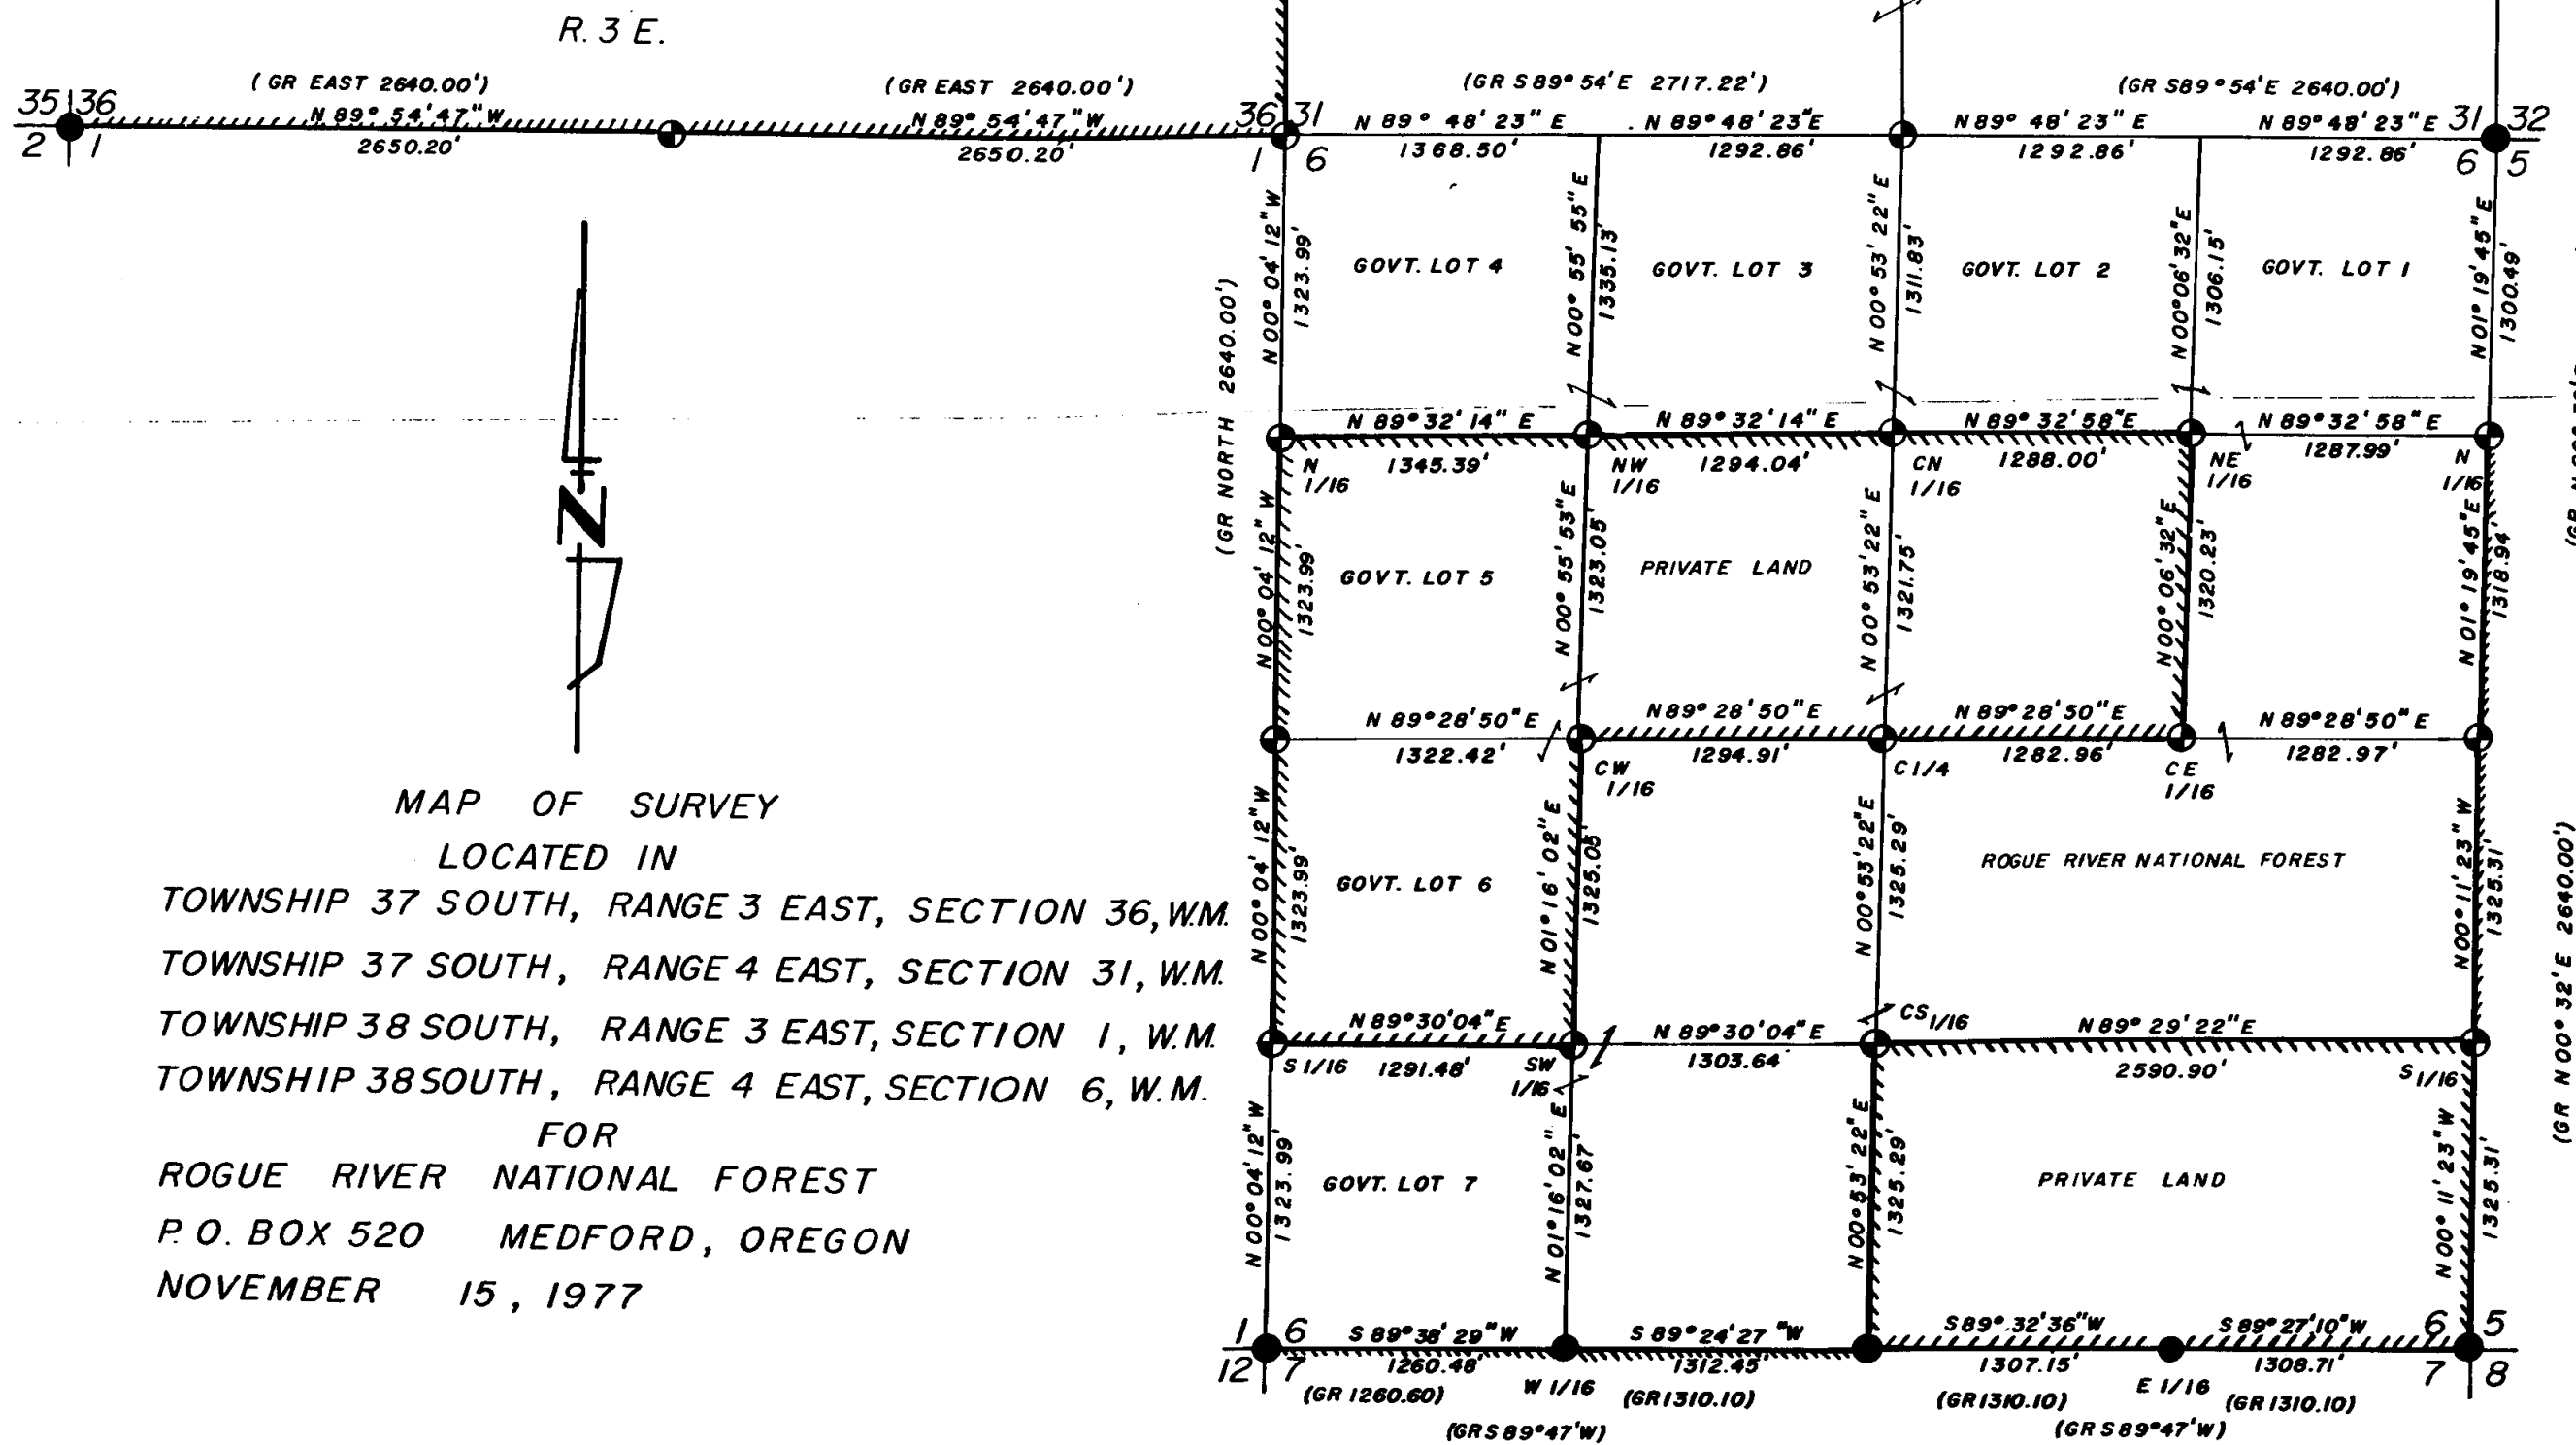 R. 3 E.
(GR EAST 2640.00')
(GR EAST 2640.00')
(GR S89°54'E 2717.22')
(GR S89°54'E 2640.00')
35 36
N 89° 54' 47" W
N 89° 54' 47" W
36 31
N 89° 48' 23" E
N 89° 48' 23" E
N 89° 48' 23" E
N 89° 48' 23" E
31 32
2 1
2650.20'
2650.20'
1 6
1368.50'
1292.86'
1292.86'
1292.86'
6 5
N 00° 04' 12" W
1323.99'
N 00° 55' 55" E
1335.13'
N 00° 53' 22" E
1311.83'
N 00° 06' 32" E
1306.15'
N 01° 19' 45" E
1300.49'
GOVT. LOT 4
GOVT. LOT 3
GOVT. LOT 2
GOVT. LOT 1
(GR NORTH 2640.00')
N 89° 32' 14" E
N 89° 32' 14" E
N 89° 32' 58" E
N 89° 32' 58" E
N 1/16
1345.39'
NW 1/16
1294.04'
CN 1/16
1288.00'
NE 1/16
1287.99'
N 1/16
N
N 00° 04' 12" W
1323.99'
N 00° 55' 53" E
1323.05'
N 00° 53' 22" E
1321.75'
N 00° 06' 32" E
1320.23'
N 01° 19' 45" E
1318.94'
GOVT. LOT 5
PRIVATE LAND
N 89° 28' 50" E
N 89° 28' 50" E
N 89° 28' 50" E
N 89° 28' 50" E
1322.42'
CW 1/16
1294.91'
C 1/4
1282.96'
CE 1/16
1282.97'
N 00° 04' 12" W
1323.99'
N 01° 16' 02" E
1325.05'
N 00° 53' 22" E
1325.29'
N 00° 11' 23" W
1325.31'
GOVT. LOT 6
ROGUE RIVER NATIONAL FOREST
(GR N 00° 32' E 2640.00')
N 89° 30' 04" E
N 89° 30' 04" E
CS 1/16
N 89° 29' 22" E
S 1/16
1291.48'
SW 1/16
1303.64'
2590.90'
S 1/16
N 00° 04' 12" W
1323.99'
N 01° 16' 02" E
1327.67'
N 00° 53' 22" E
1325.29'
N 00° 11' 23" W
1325.31'
GOVT. LOT 7
PRIVATE LAND
1 6
S 89° 38' 29" W
S 89° 24' 27" W
S 89° 32' 36" W
S 89° 27' 10" W
6 5
12 7
1260.48'
1312.45'
1307.15'
1308.71'
7 8
(GR 1260.60)
W 1/16
(GR 1310.10)
(GR 1310.10)
E 1/16
(GR 1310.10)
(GR S 89° 47' W)
(GR S 89° 47' W)
MAP OF SURVEY
LOCATED IN
TOWNSHIP 37 SOUTH, RANGE 3 EAST, SECTION 36, W.M.
TOWNSHIP 37 SOUTH, RANGE 4 EAST, SECTION 31, W.M.
TOWNSHIP 38 SOUTH, RANGE 3 EAST, SECTION 1, W.M.
TOWNSHIP 38 SOUTH, RANGE 4 EAST, SECTION 6, W.M.
FOR
ROGUE RIVER NATIONAL FOREST
P.O. BOX 520 MEDFORD, OREGON
NOVEMBER 15, 1977